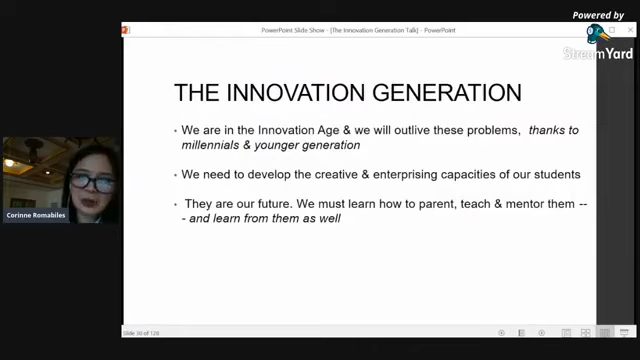 Powered by
PowerPoint Slide Show - [The Innovation Generation Talk] - PowerPoint
StreamYard
THE INNOVATION GENERATION
• We are in the Innovation Age & we will outlive these problems, thanks to
millennials & younger generation
• We need to develop the creative & enterprising capacities of our students
• They are our future. We must learn how to parent, teach & mentor them --
- and learn from them as well
Corinne Romabiles
Slide 30 of 128